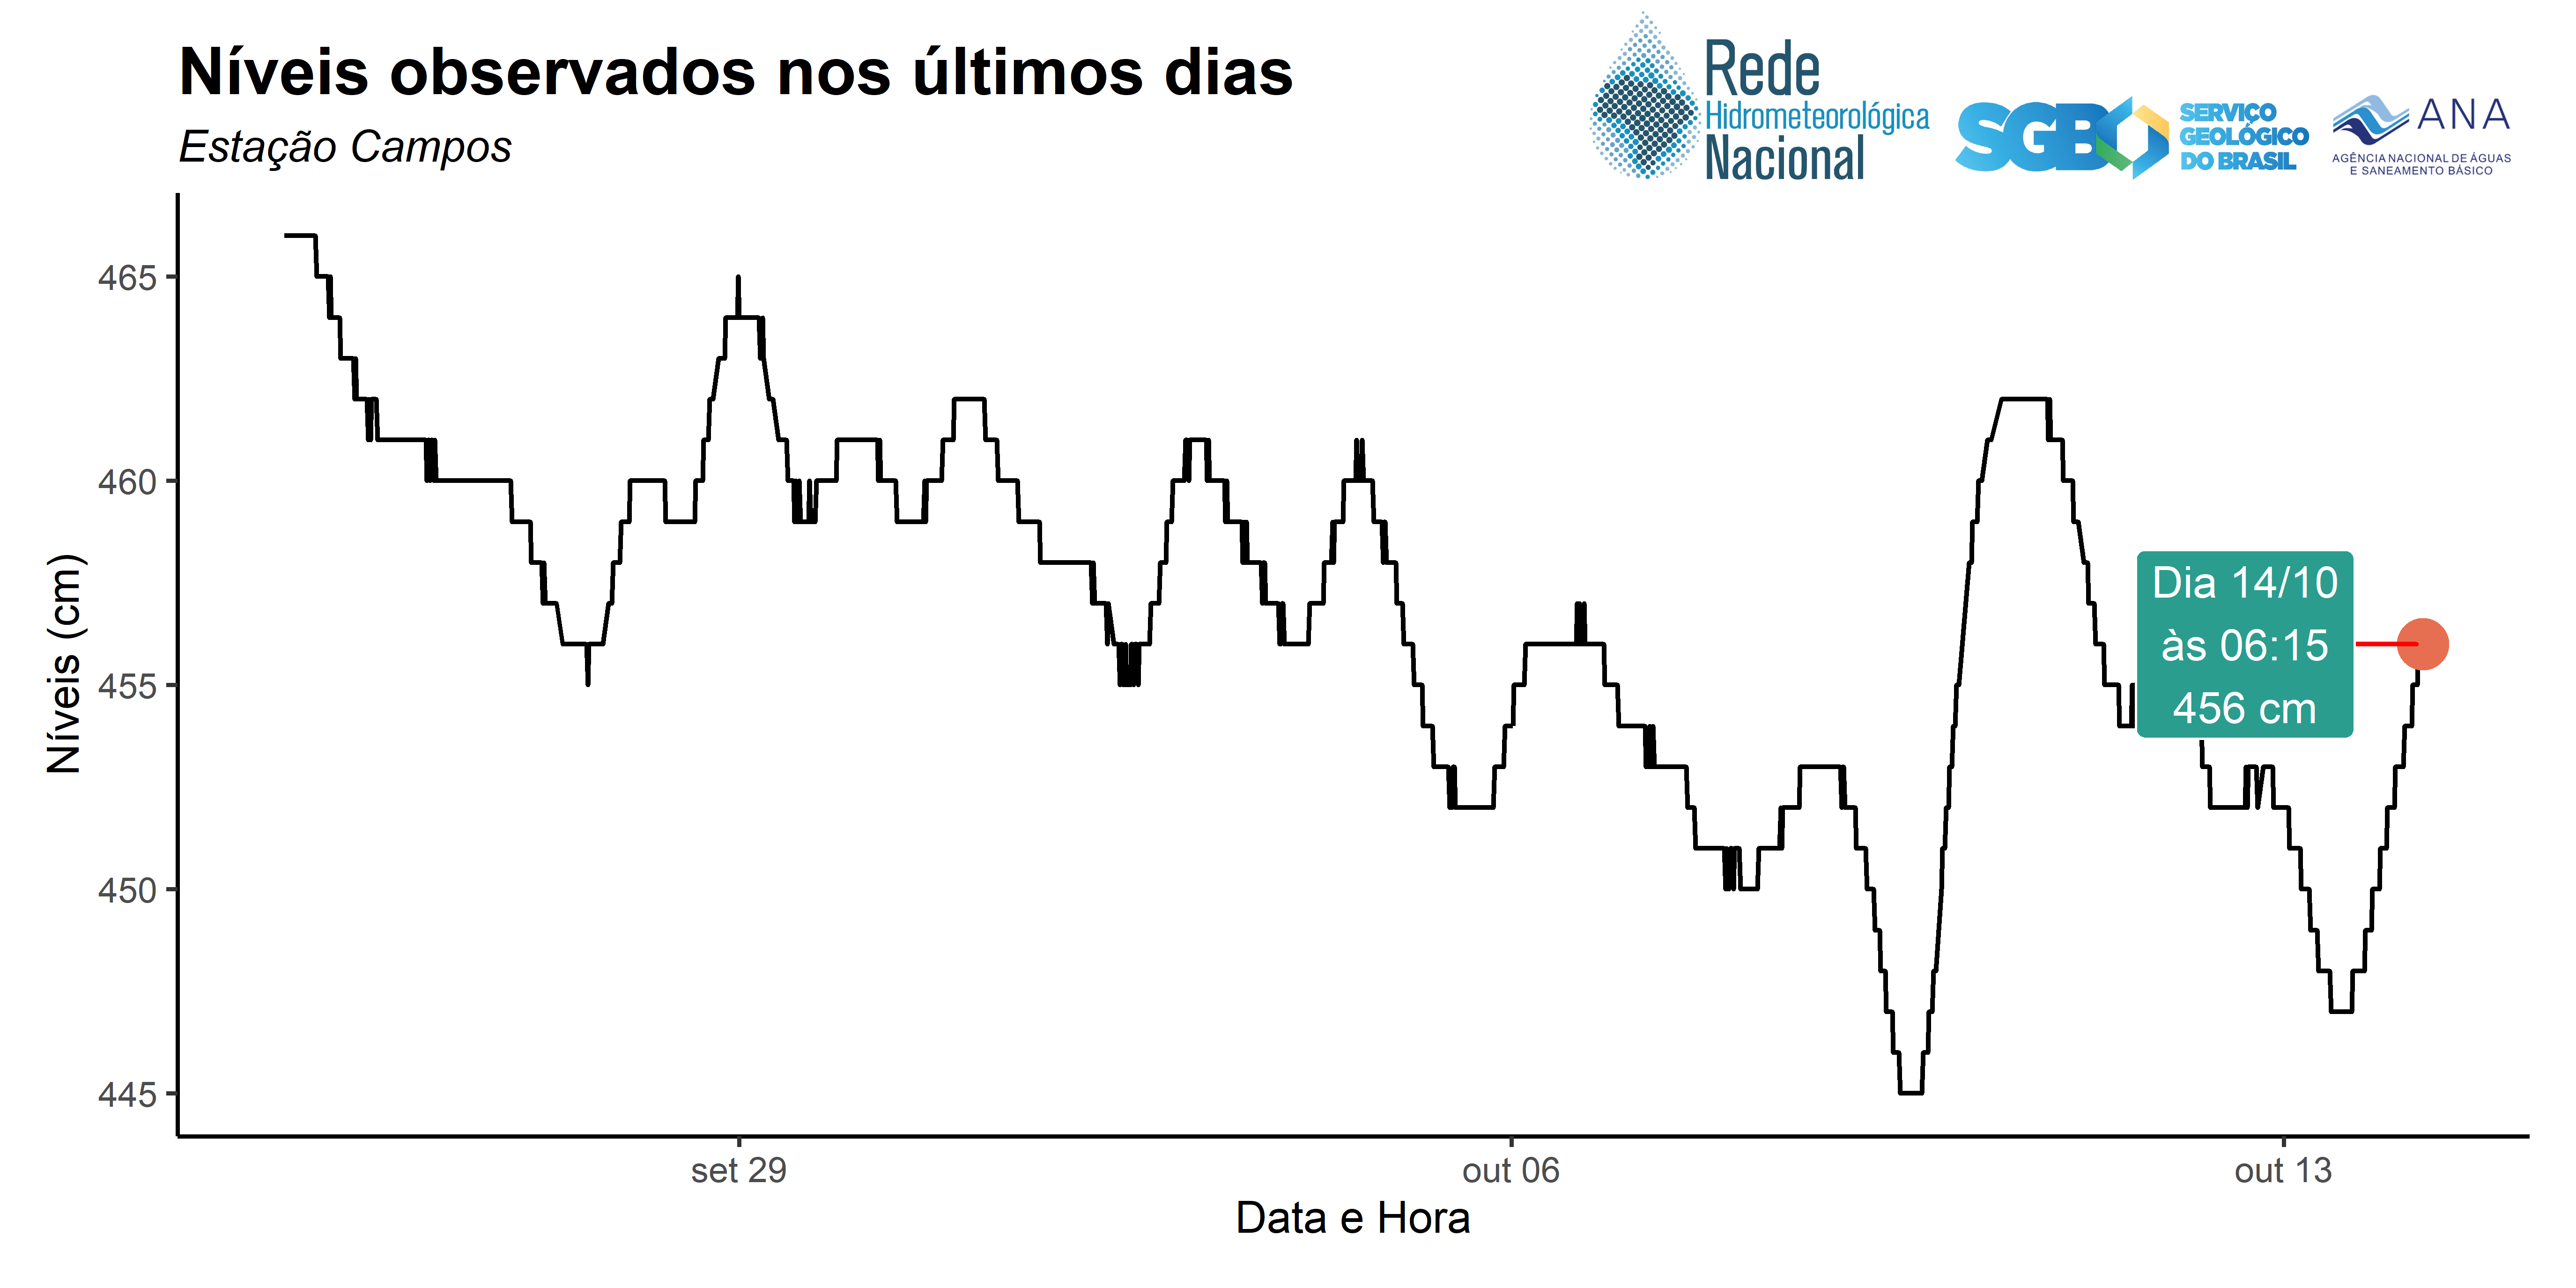 Níveis observados nos últimos dias
Estação Campos
Rede
Hidrometeorológica
Nacional
SGB
SERVIÇO
GEOLÓGICO
DO BRASIL
ANA
AGÊNCIA NACIONAL DE ÁGUAS
E SANEAMENTO BÁSICO
Níveis (cm)
465
460
455
450
445
Dia 14/10
às 06:15
456 cm
set 29
out 06
out 13
Data e Hora